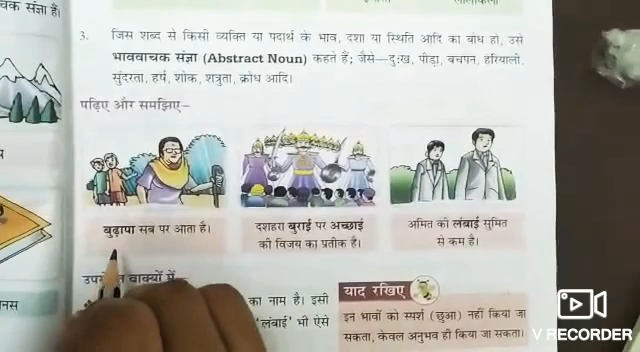 संज्ञा हैं।
3. जिस शब्द से किसी व्यक्ति या पदार्थ के भाव, दशा या स्थिति आदि का बोध हो, उसे
भाववाचक संज्ञा (Abstract Noun) कहते हैं; जैसे—दुःख, पीड़ा, बचपन, हरियाली,
सुंदरता, हर्ष, शोक, शत्रुता, क्रोध आदि।
पढ़िए और समझिए—
बुढ़ापा सब पर आता है।
दशहरा बुराई पर अच्छाई
की विजय का प्रतीक है।
अमित की लंबाई सुमित
से कम है।
वाक्यों में
का नाम है। इसी
'लंबाई' भी ऐसे
याद रखिए
इन भावों को स्पर्श (छुआ) नहीं किया जा
सकता, केवल अनुभव ही किया जा सकता।
V RECORDER